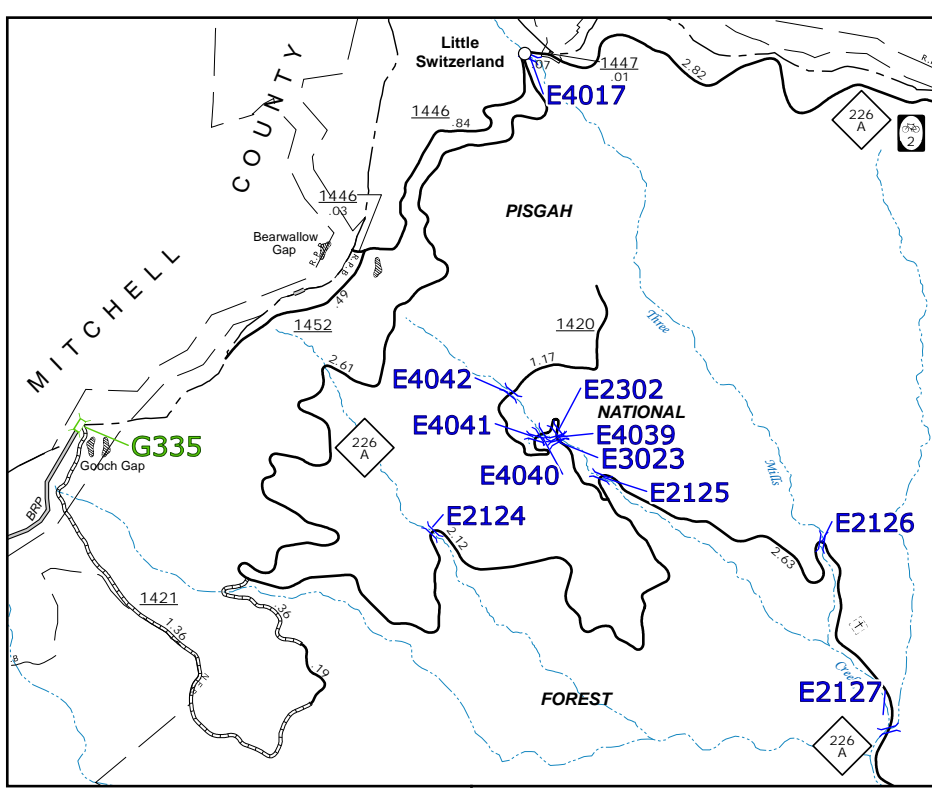 Little
Switzerland
.07
1447
.01
2.82
E4017
226
A
2
1446
.84
COUNTY
1446
.03
PISGAH
Bearwallow
Gap
R.P.B.
.49
MITCHELL
1452
2.61
Three
1420
1.17
E4042
E2302
NATIONAL
E4041
E4039
E3023
E4040
G335
Gooch Gap
226
A
Mills
E2125
BRP
E2124
2.12
E2126
2.63
1421
1.36
.36
.19
Creek
E2127
FOREST
226
A